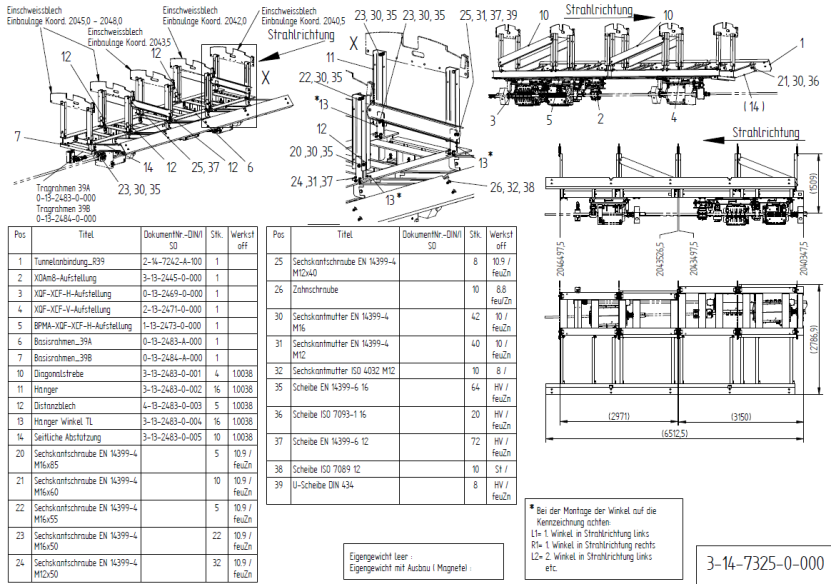 Einschweissblech
Einbaulage Koord. 2045,0 - 2048,0
Einschweissblech
Einbaulage Koord. 2043,5
Einschweissblech
Einbaulage Koord. 2042,0
Einschweissblech
Einbaulage Koord. 2040,5
Strahlrichtung
X
12
12
7
14
12
25, 37
12
6
23, 30, 35
Tragrahmen 39A
0-13-2483-0-000
Tragrahmen 39B
0-13-2484-0-000
X
23, 30, 35
23, 30, 35
25, 31, 37, 39
11
22, 30, 35
*13
12
20, 30, 35
24, 31, 37
13*
13*
26, 32, 38
Strahlrichtung
10
10
1
21, 30, 36
(14)
3
5
2
4
Strahlrichtung
(1509)
2046497,5
2043526,5
2043497,5
2040347,5
(2786,9)
(2971)
(3150)
(6512,5)
Pos Titel DokumentNr.-DIN/I SO Stk. Werkst off
1 Tunnelanbindung_R39 2-14-7242-A-100 1
2 XOAm8-Aufstellung 3-13-2445-0-000 1
3 XQF-XCF-H-Aufstellung 0-13-2469-0-000 1
4 XQF-XCF-V-Aufstellung 2-13-2471-0-000 1
5 BPMA-XQF-XCF-H-Aufstellung 1-13-2473-0-000 1
6 Basisrahmen_39A 0-13-2483-A-000 1
7 Basisrahmen_39B 0-13-2484-A-000 1
10 Diagonalstrebe 3-13-2483-0-001 4 1.0038
11 Hanger 3-13-2483-0-002 16 1.0038
12 Distanzblech 4-13-2483-0-003 5 1.0038
13 Hanger Winkel TL 3-13-2483-0-004 16 1.0038
14 Seitliche Abstützung 3-13-2483-0-005 10 1.0038
20 Sechskantschraube EN 14399-4 M16x85 5 10.9 / feuZn
21 Sechskantschraube EN 14399-4 M16x60 10 10.9 / feuZn
22 Sechskantschraube EN 14399-4 M16x55 5 10.9 / feuZn
23 Sechskantschraube EN 14399-4 M16x50 22 10.9 / feuZn
24 Sechskantschraube EN 14399-4 M12x50 32 10.9 / feuZn
Pos Titel DokumentNr.-DIN/I SO Stk. Werkst off
25 Sechskantschraube EN 14399-4 M12x40 8 10.9 / feuZn
26 Zahnschraube 10 8.8 feu/Zn
30 Sechskantmutter EN 14399-4 M16 42 10 / feuZn
31 Sechskantmutter EN 14399-4 M12 40 10 / feuZn
32 Sechskantmutter ISO 4032 M12 10 8 /
35 Scheibe EN 14399-6 16 64 HV / feuZn
36 Scheibe ISO 7093-1 16 20 HV / feuZn
37 Scheibe EN 14399-6 12 72 HV / feuZn
38 Scheibe ISO 7089 12 10 St /
39 U-Scheibe DIN 434 8 HV / feuZn
Eigengewicht leer :
Eigengewicht mit Ausbau ( Magnete) :
* Bei der Montage der Winkel auf die
Kennzeichnung achten:
L1= 1. Winkel in Strahlrichtung links
R1= 1. Winkel in Strahlrichtung rechts
L2= 2. Winkel in Strahlrichtung links
etc.
3-14-7325-0-000